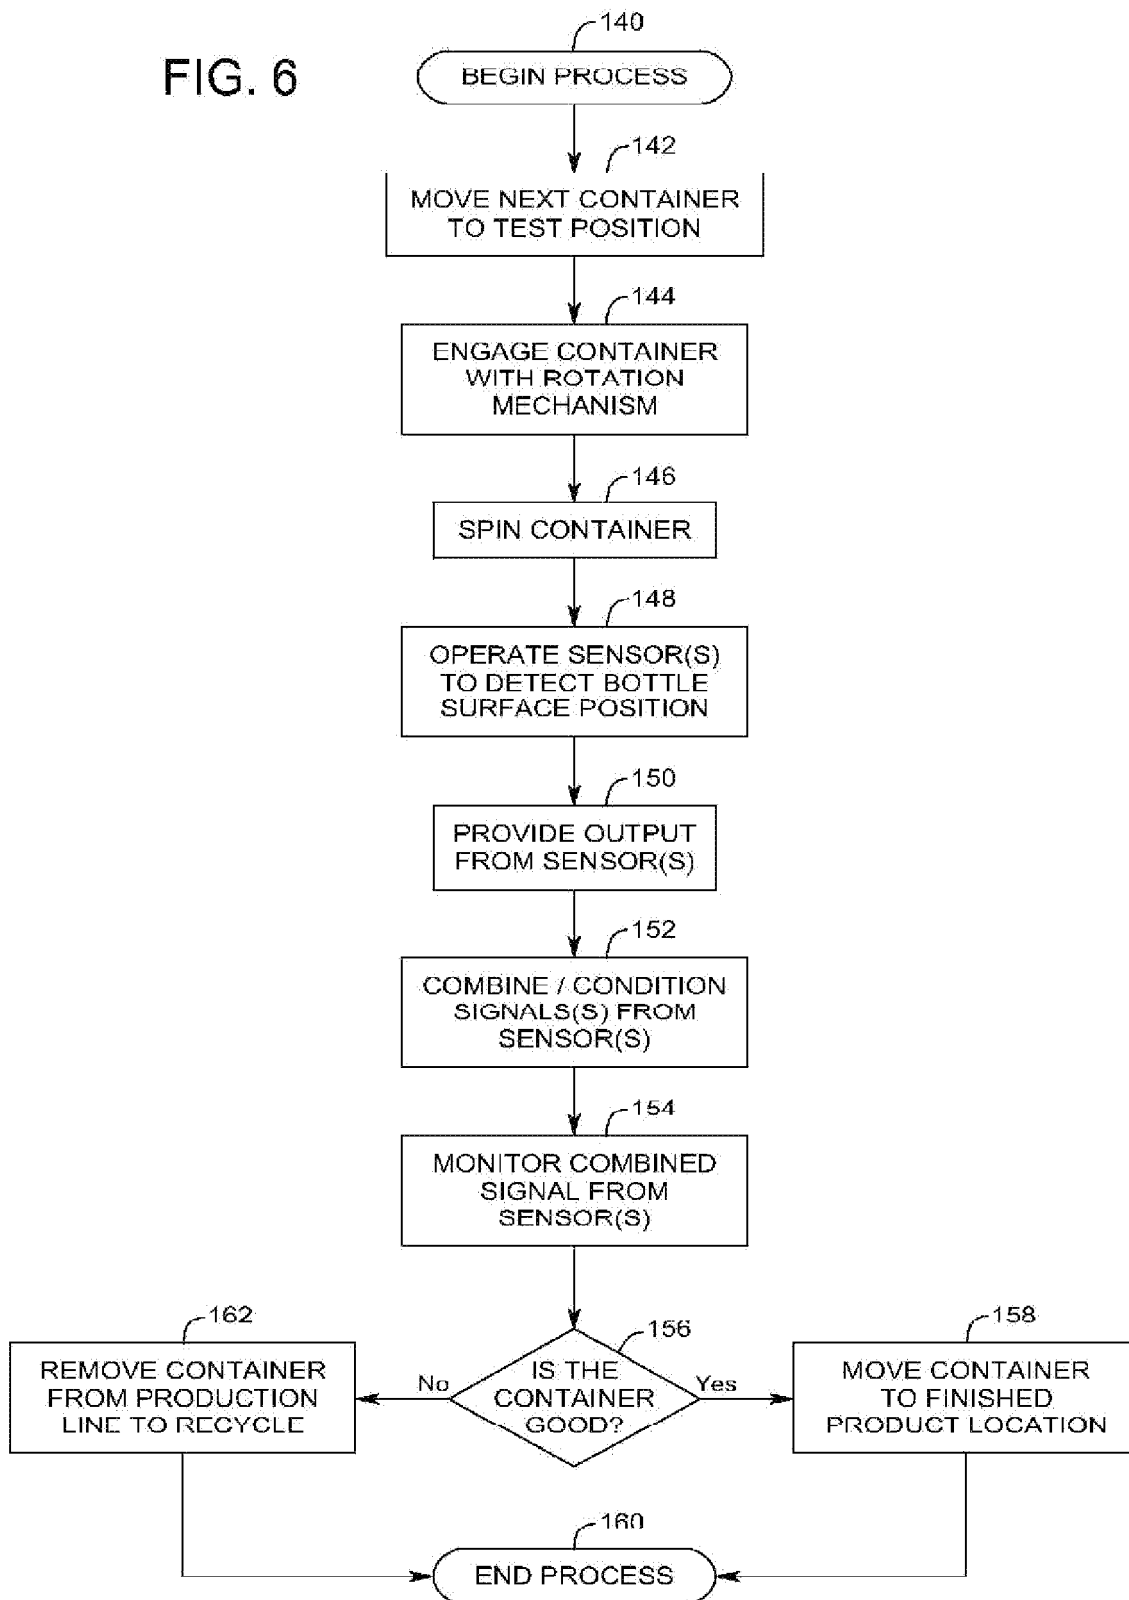 FIG. 6
140
BEGIN PROCESS
142
MOVE NEXT CONTAINER
TO TEST POSITION
144
ENGAGE CONTAINER
WITH ROTATION
MECHANISM
146
SPIN CONTAINER
148
OPERATE SENSOR(S)
TO DETECT BOTTLE
SURFACE POSITION
150
PROVIDE OUTPUT
FROM SENSOR(S)
152
COMBINE / CONDITION
SIGNALS(S) FROM
SENSOR(S)
154
MONITOR COMBINED
SIGNAL FROM
SENSOR(S)
156
IS THE
CONTAINER
GOOD?
No
Yes
162
REMOVE CONTAINER
FROM PRODUCTION
LINE TO RECYCLE
158
MOVE CONTAINER
TO FINISHED
PRODUCT LOCATION
160
END PROCESS